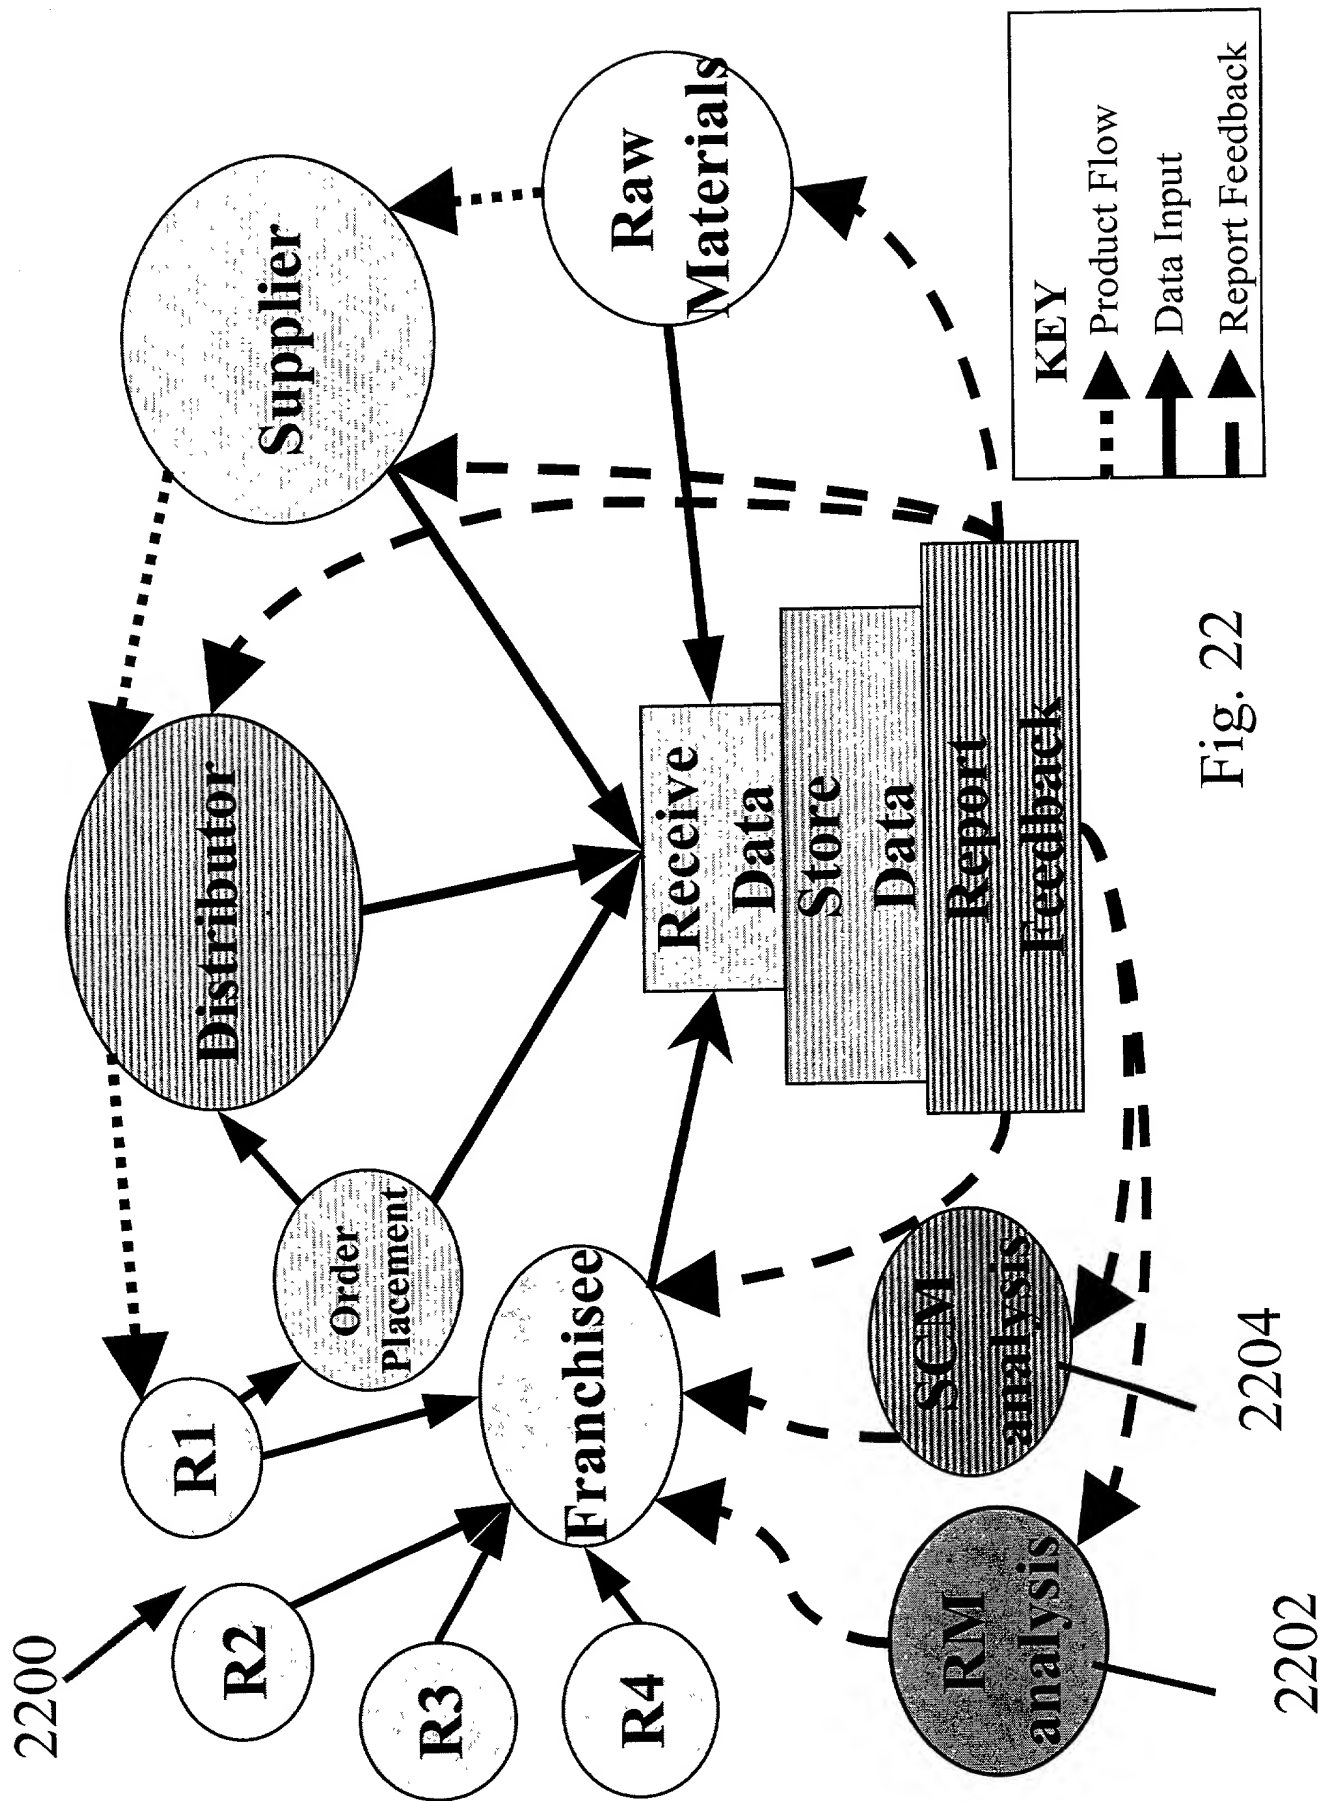 2200
R1
R2
R3
R4
Order
Placement
Distributor
Supplier
Raw
Materials
Franchisee
Receive
Data
Store
Data
Report
Feedback
SCM
analysis
RM
analysis
2202
2204
KEY
Product Flow
Data Input
Report Feedback
Fig. 22